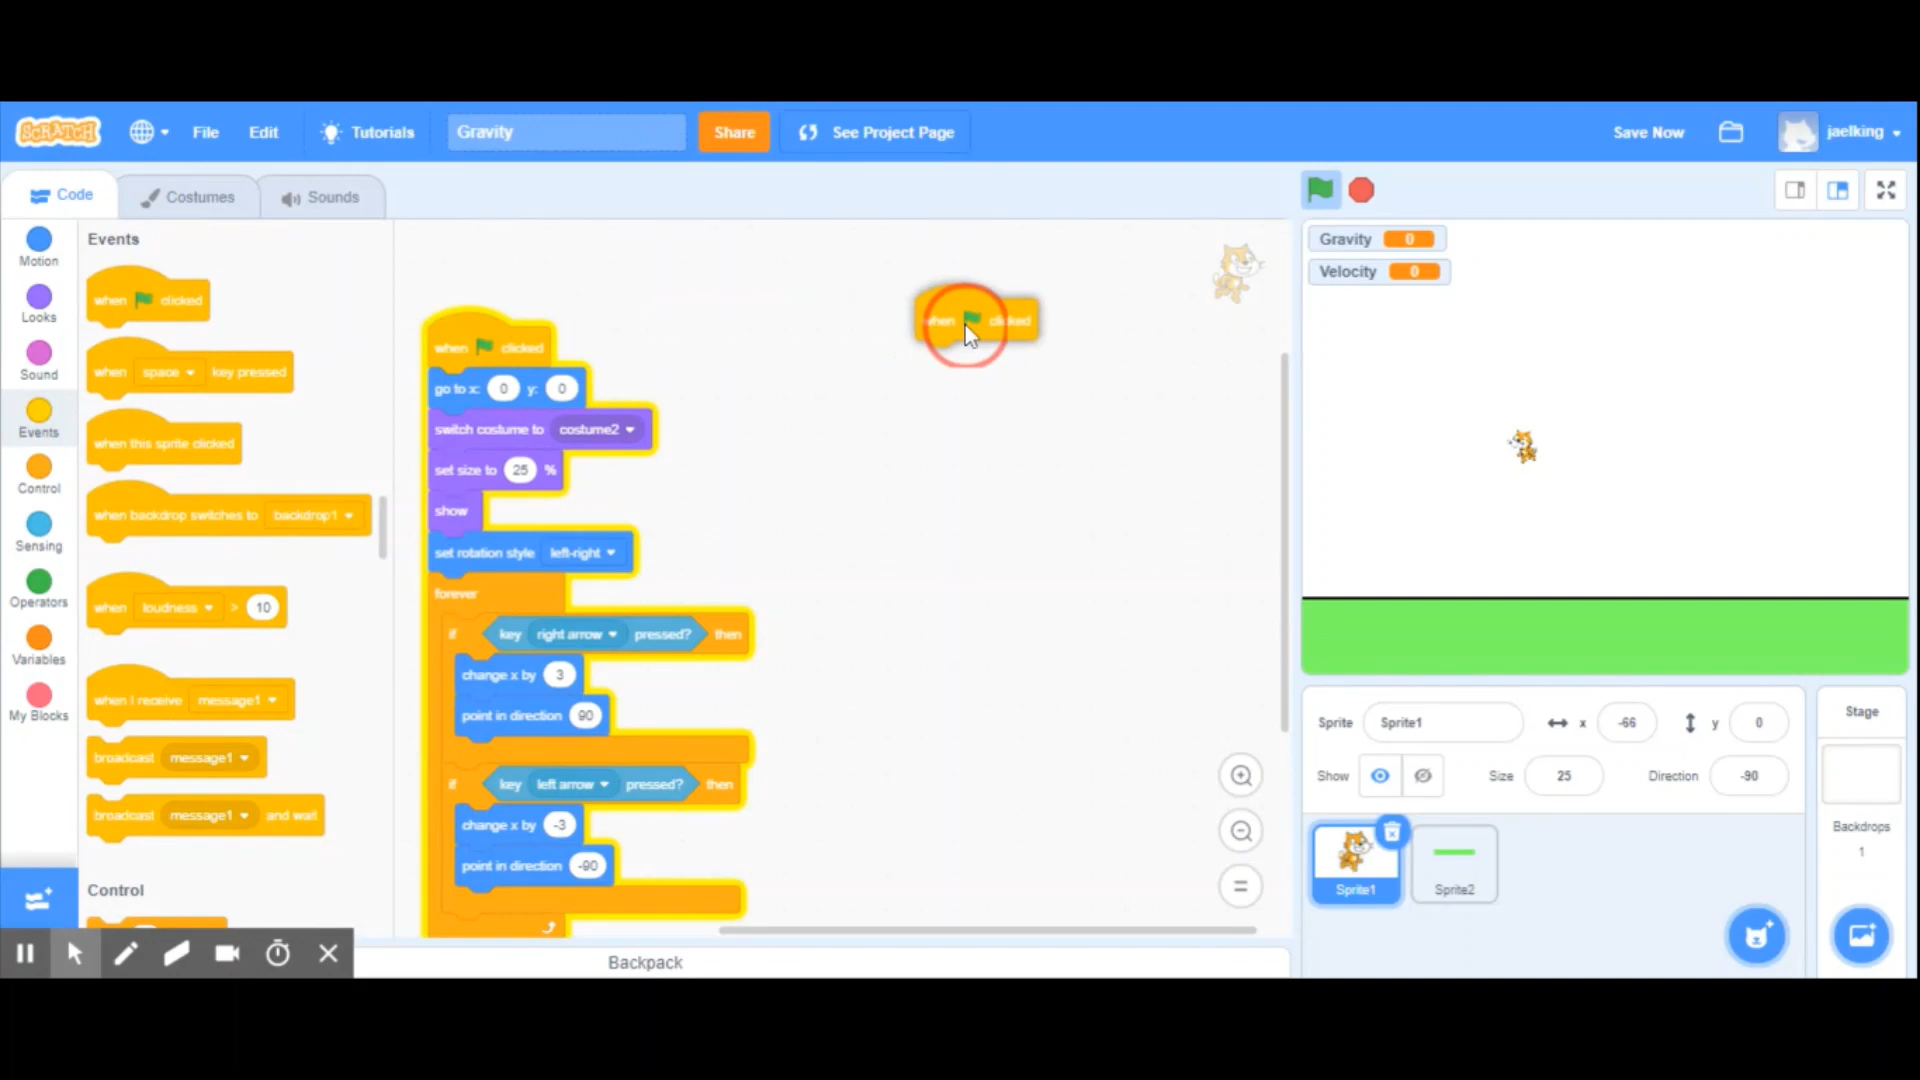 SCRATCH File Edit Tutorials Gravity Share See Project Page Save Now jaelking
Code Costumes Sounds
Motion
Looks
Sound
Events
Control
Sensing
Operators
Variables
My Blocks
Events
when clicked
when space key pressed
when this sprite clicked
when backdrop switches to backdrop1
when loudness > 10
when I receive message1
broadcast message1
broadcast message1 and wait
Control
when clicked
go to x: 0 y: 0
switch costume to costume2
set size to 25 %
show
set rotation style left-right
forever
if key right arrow pressed? then
change x by 3
point in direction 90
if key left arrow pressed? then
change x by -3
point in direction -90
when clicked
Backpack
Gravity 0
Velocity 0
Sprite Sprite1 x -66 y 0
Show Size 25 Direction -90
Sprite1
Sprite2
Stage
Backdrops
1